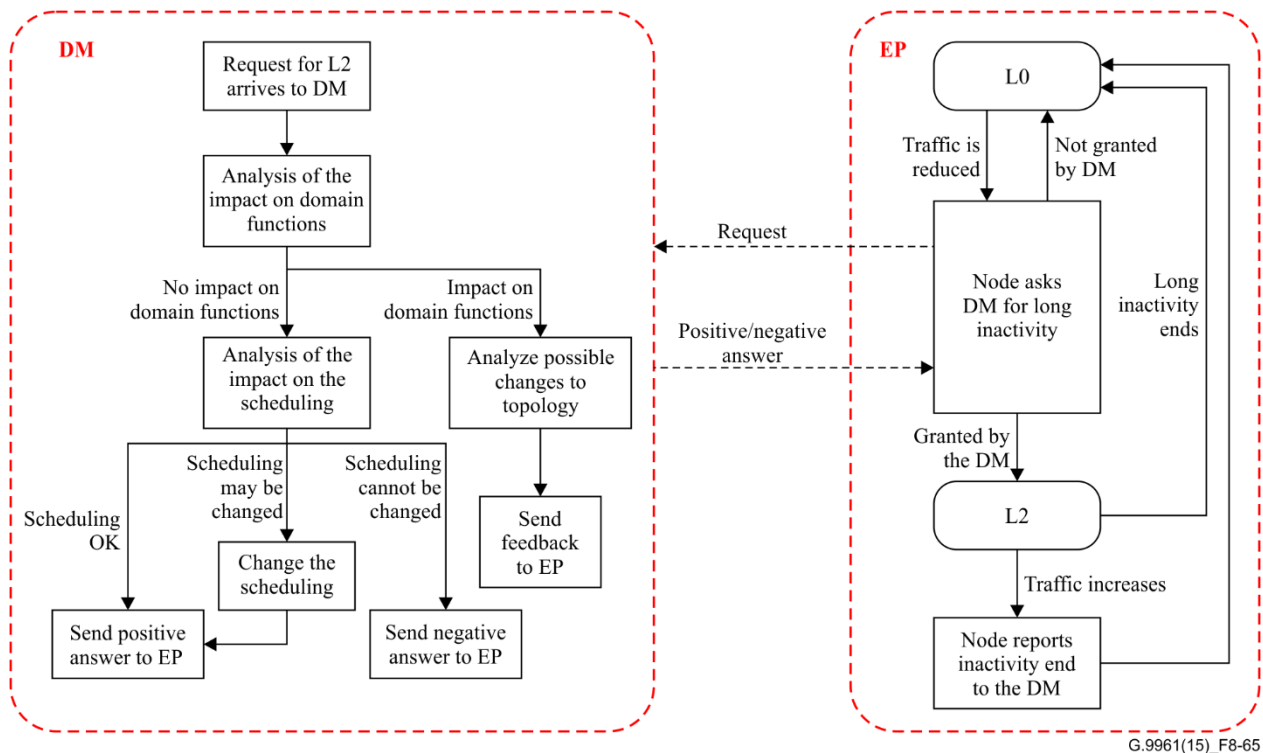 DM
Request for L2
arrives to DM
Analysis of the
impact on domain
functions
No impact on
domain functions
Impact on
domain functions
Analysis of the
impact on the
scheduling
Analyze possible
changes to
topology
Scheduling
OK
Scheduling
may be
changed
Scheduling
cannot be
changed
Change the
scheduling
Send
feedback
to EP
Send positive
answer to EP
Send negative
answer to EP
Request
Positive/negative
answer
EP
L0
Traffic is
reduced
Not granted
by DM
Node asks
DM for long
inactivity
Long
inactivity
ends
Granted by
the DM
L2
Traffic increases
Node reports
inactivity end
to the DM
G.9961(15)_F8-65